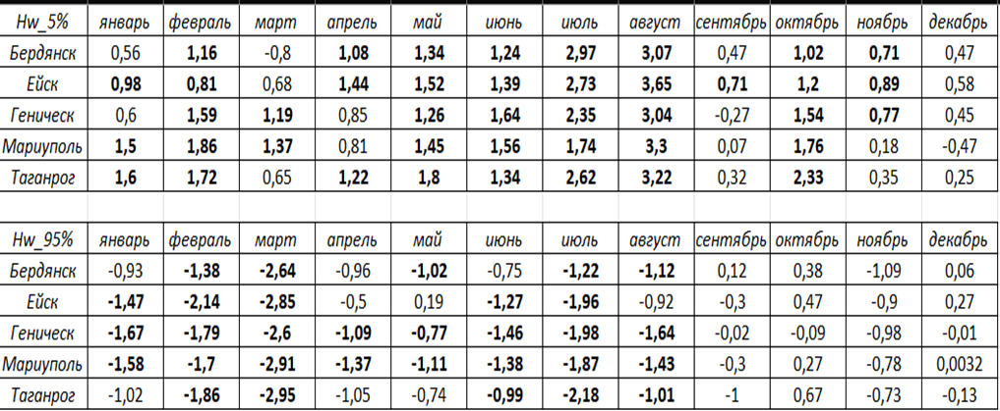 Hw_5% январь февраль март апрель май июнь июль август сентябрь октябрь ноябрь декабрь
Бердянск 0,56 1,16 -0,8 1,08 1,34 1,24 2,97 3,07 0,47 1,02 0,71 0,47
Ейск 0,98 0,81 0,68 1,44 1,52 1,39 2,73 3,65 0,71 1,2 0,89 0,58
Геническ 0,6 1,59 1,19 0,85 1,26 1,64 2,35 3,04 -0,27 1,54 0,77 0,45
Мариуполь 1,5 1,86 1,37 0,81 1,45 1,56 1,74 3,3 0,07 1,76 0,18 -0,47
Таганрог 1,6 1,72 0,65 1,22 1,8 1,34 2,62 3,22 0,32 2,33 0,35 0,25
Hw_95% январь февраль март апрель май июнь июль август сентябрь октябрь ноябрь декабрь
Бердянск -0,93 -1,38 -2,64 -0,96 -1,02 -0,75 -1,22 -1,12 0,12 0,38 -1,09 0,06
Ейск -1,47 -2,14 -2,85 -0,5 0,19 -1,27 -1,96 -0,92 -0,3 0,47 -0,9 0,27
Геническ -1,67 -1,79 -2,6 -1,09 -0,77 -1,46 -1,98 -1,64 -0,02 -0,09 -0,98 -0,01
Мариуполь -1,58 -1,7 -2,91 -1,37 -1,11 -1,38 -1,87 -1,43 -0,3 0,27 -0,78 0,0032
Таганрог -1,02 -1,86 -2,95 -1,05 -0,74 -0,99 -2,18 -1,01 -1 0,67 -0,73 -0,13